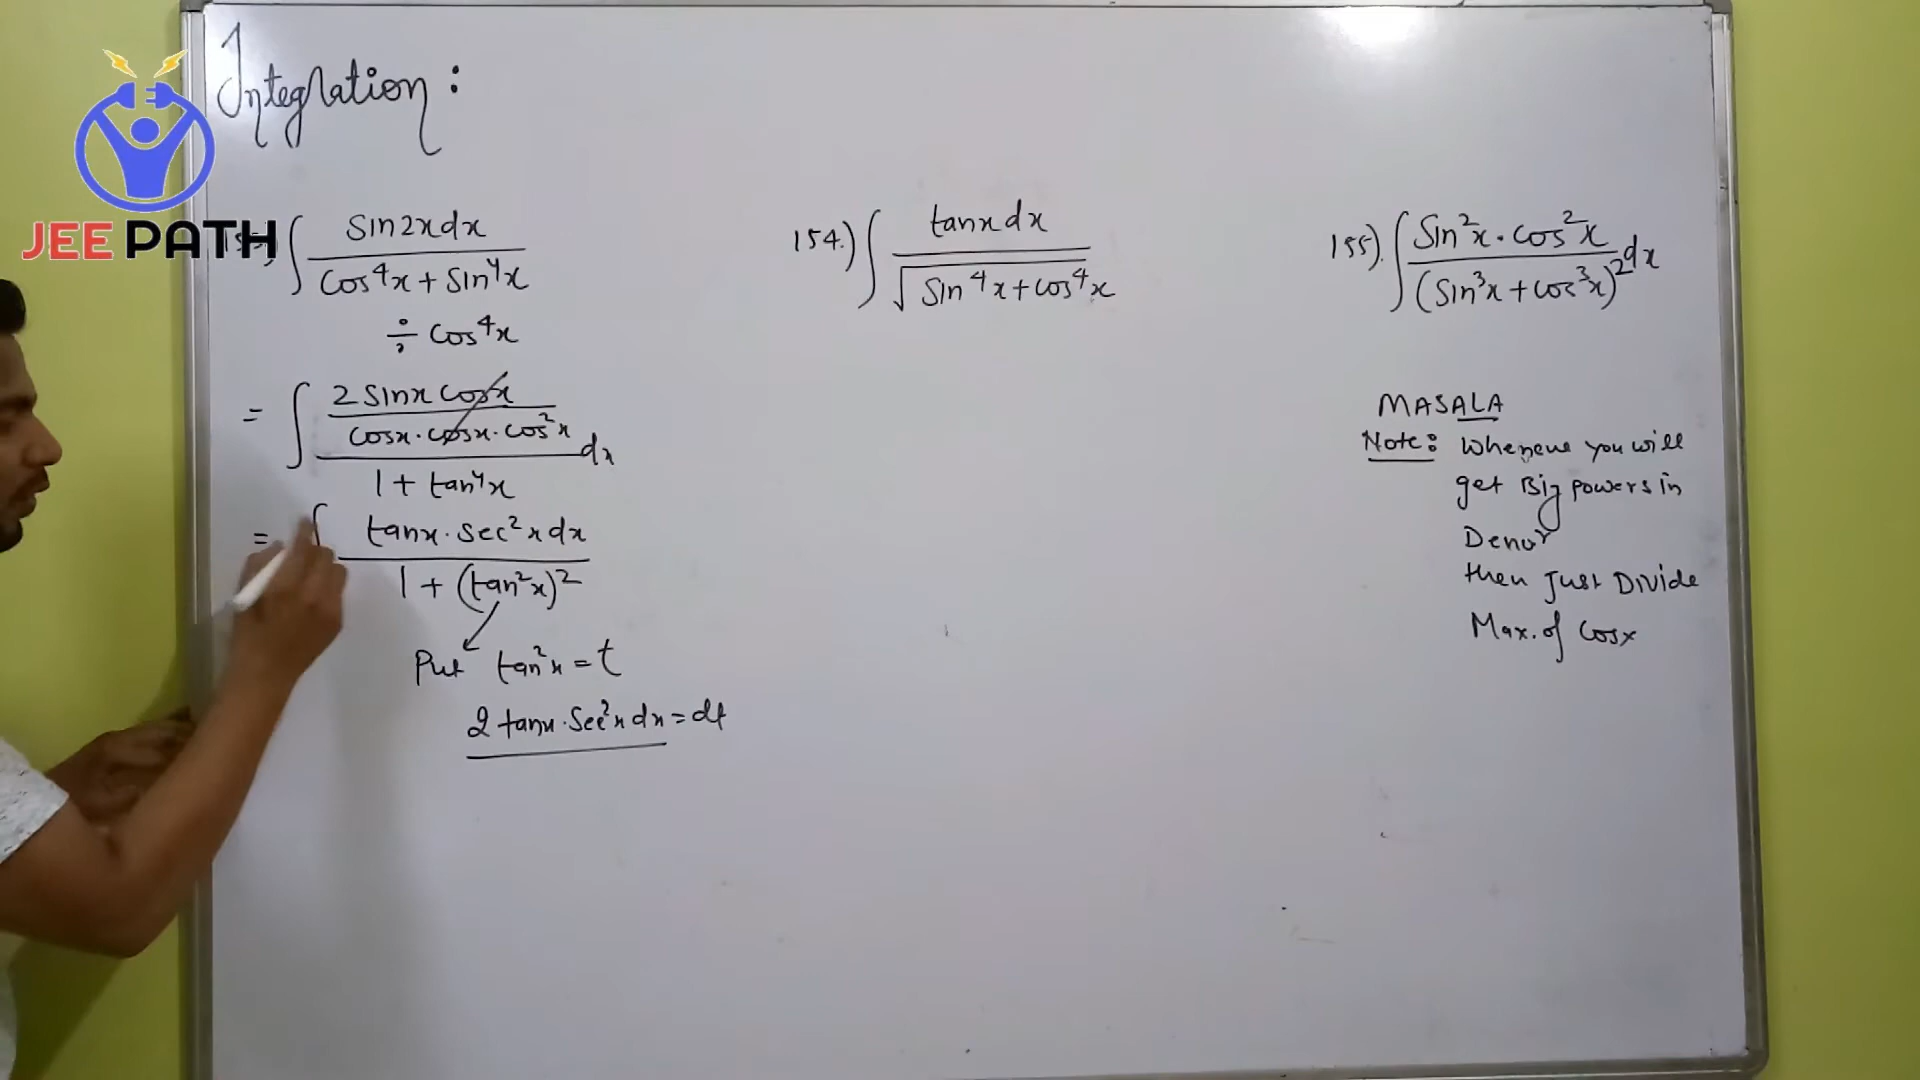 Integration :
JEE PATH
∫ Sin2x dx / Cos⁴x + Sin⁴x
÷ Cos⁴x
= ∫ 2 Sinx Cosx / Cosx · Cosx · Cos²x / 1 + tan⁴x dx
= ∫ tanx · Sec²x dx / 1 + (tan²x)²
Put tan²x = t
2 tanx · Sec²x dx = dt
154.) ∫ tanx dx / √Sin⁴x + cos⁴x
155). ∫ Sin²x · Cos²x / (Sin³x + Cos³x)² dx
MASALA
Note: Wheneve you will
get Big powers in
Denor
then Just DIVIDE
Max. of Cosx